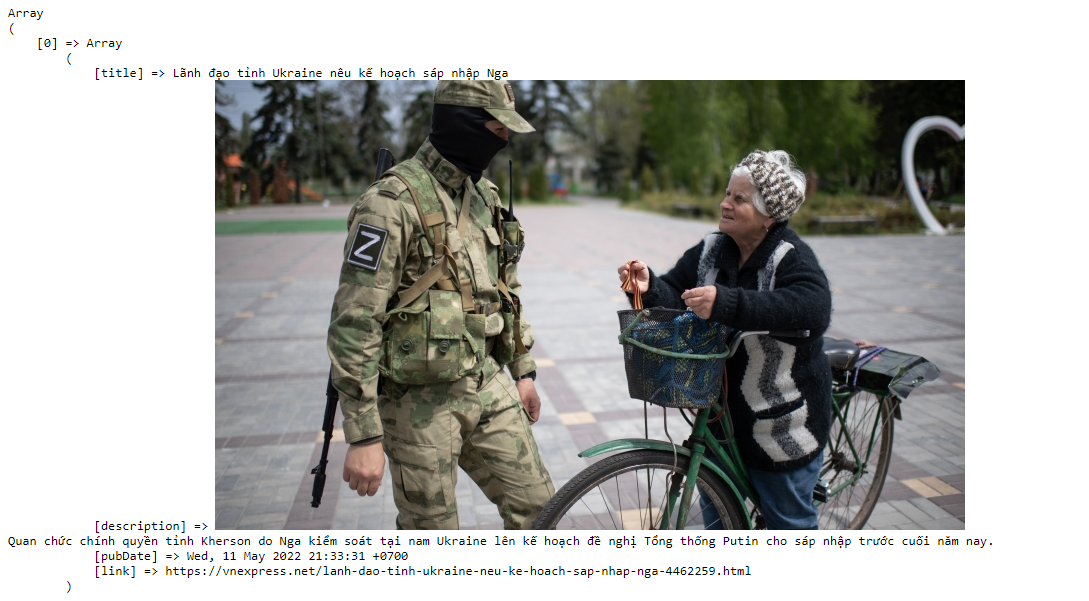 Array
(
[0] => Array
(
[title] => Lãnh đạo tỉnh Ukraine nêu kế hoạch sáp nhập Nga
Z
[description] =>
Quan chức chính quyền tỉnh Kherson do Nga kiểm soát tại nam Ukraine lên kế hoạch đề nghị Tổng thống Putin cho sáp nhập trước cuối năm nay.
[pubDate] => Wed, 11 May 2022 21:33:31 +0700
[link] => https://vnexpress.net/lanh-dao-tinh-ukraine-neu-ke-hoach-sap-nhap-nga-4462259.html
)